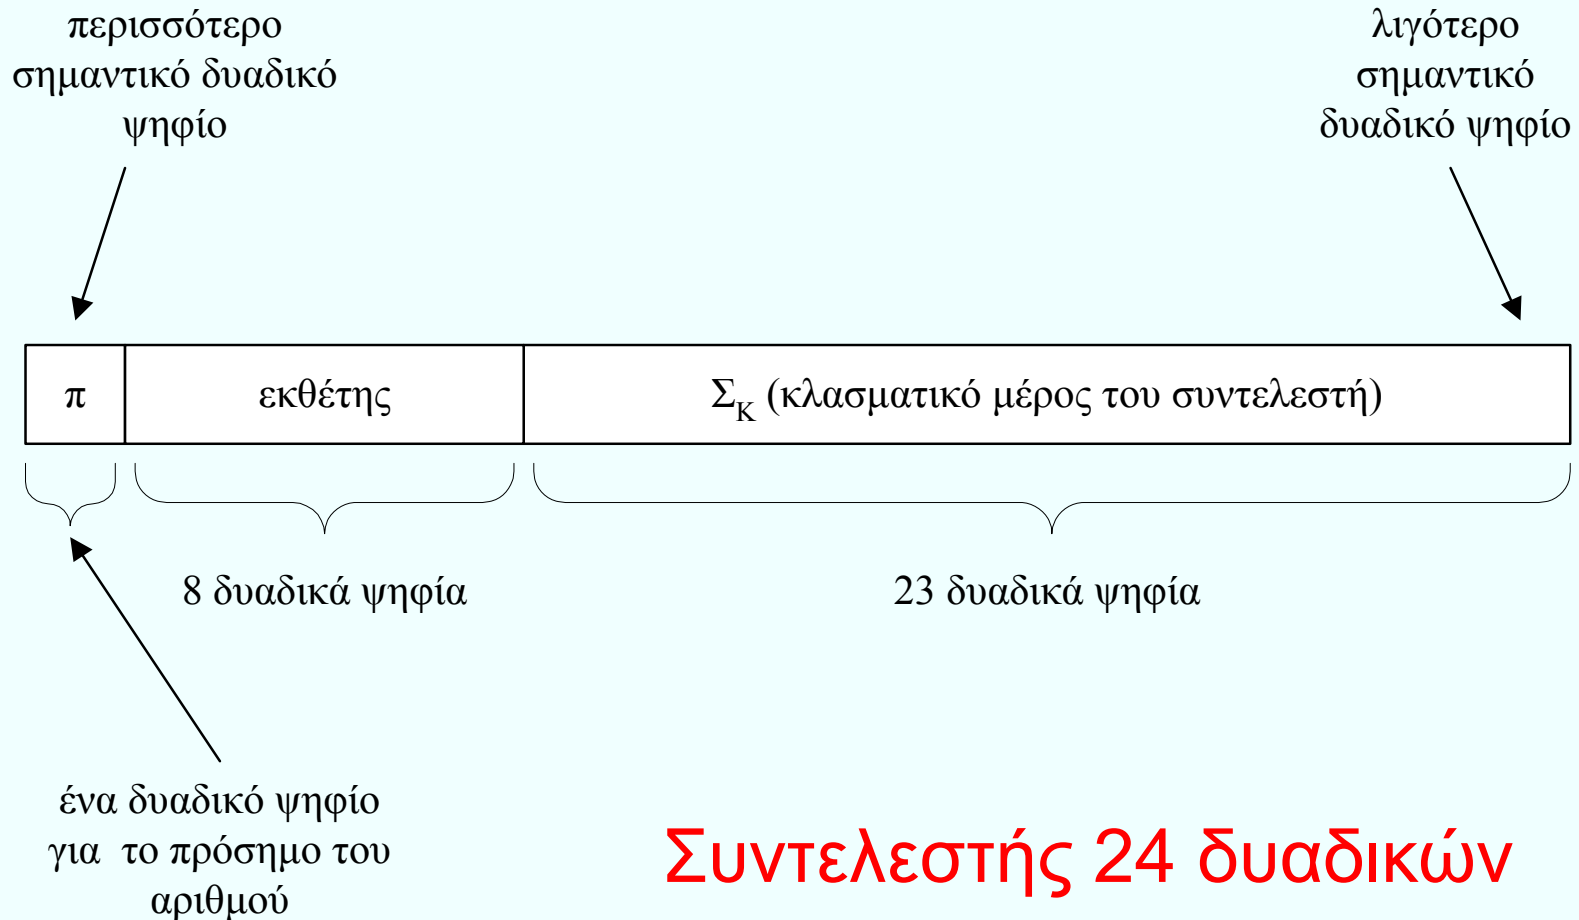 περισσότερο
σημαντικό δυαδικό
ψηφίο
λιγότερο
σημαντικό
δυαδικό ψηφίο
π
εκθέτης
Σ_Κ (κλασματικό μέρος του συντελεστή)
8 δυαδικά ψηφία
23 δυαδικά ψηφία
ένα δυαδικό ψηφίο
για το πρόσημο του
αριθμού
Συντελεστής 24 δυαδικών